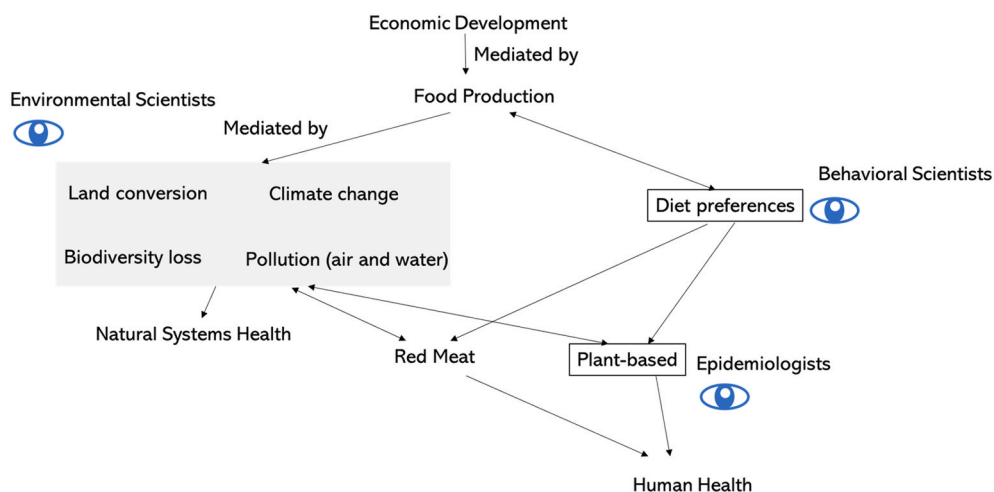 Economic Development
Mediated by
Food Production
Environmental Scientists
Mediated by
Land conversion
Climate change
Behavioral Scientists
Diet preferences
Biodiversity loss
Pollution (air and water)
Natural Systems Health
Red Meat
Plant-based
Epidemiologists
Human Health